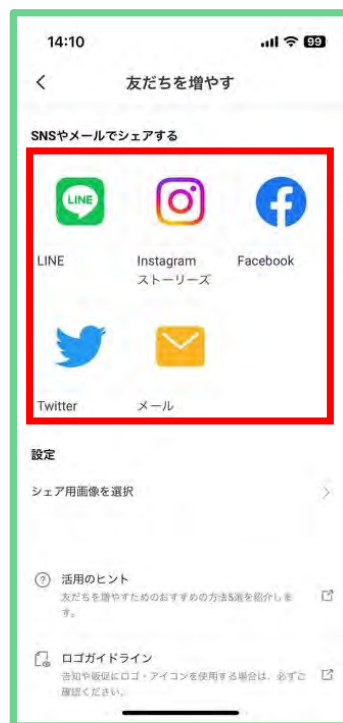 14:10
99
友だちを増やす
SNSやメールでシェアする
LINE
LINE
Instagram
ストーリーズ
Facebook
Twitter
メール
設定
シェア用画像を選択
活用のヒント
友だちを増やすためのおすすめの方法5選を紹介しま
す。
ロゴガイドライン
告知や販促にロゴ・アイコンを使用する場合は、必ずご
確認ください。